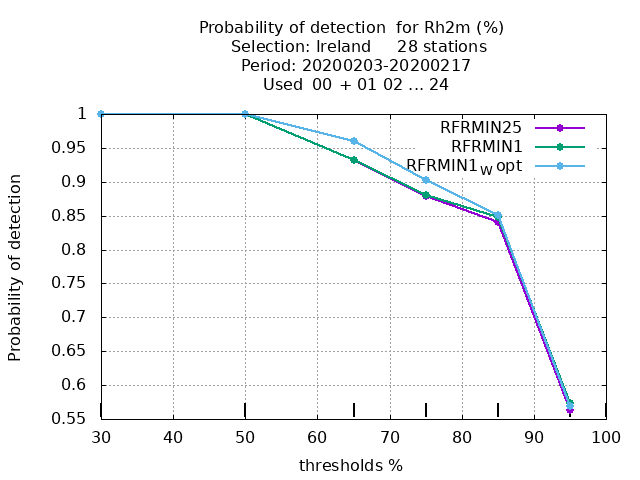 Probability of detection  for Rh2m (%)
Selection: Ireland     28 stations
Period: 20200203-20200217
Used  00  + 01 02 ... 24
Probability of detection
1
0.95
0.9
0.85
0.8
0.75
0.7
0.65
0.6
0.55
RFRMIN25
RFRMIN1
RFRMIN1W opt
30 40 50 60 70 80 90 100
thresholds %